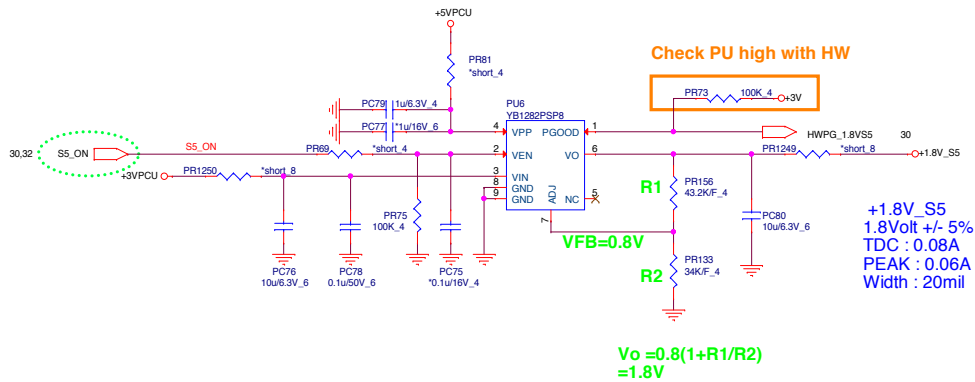 +5VPCU
PR81
*short_4
Check PU high with HW
PR73
100K_4
+3V
PC79
1u/6.3V_4
PC77
*1u/16V_6
PU6
YB1282PSP8
4
VPP
PGOOD
1
HWPG_1.8VS5
30
30,32
S5_ON
S5_ON
PR69
*short_4
2
VEN
VO
6
PR1249
*short_8
+1.8V_S5
+3VPCU
PR1250
*short_8
3
VIN
8
GND
9
GND
ADJ
NC
5
7
R1
PR156
43.2K/F_4
PR75
100K_4
PC80
10u/6.3V_6
VFB=0.8V
R2
PR133
34K/F_4
PC76
10u/6.3V_6
PC78
0.1u/50V_6
PC75
*0.1u/16V_4
+1.8V_S5
1.8Volt +/- 5%
TDC : 0.08A
PEAK : 0.06A
Width : 20mil
Vo =0.8(1+R1/R2)
=1.8V